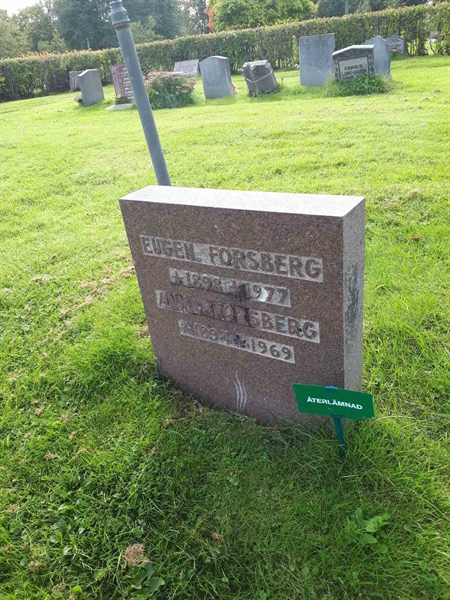 EUGEN FORSBERG
1977
FORSBERG
1969
ÅTERLÄMNAD